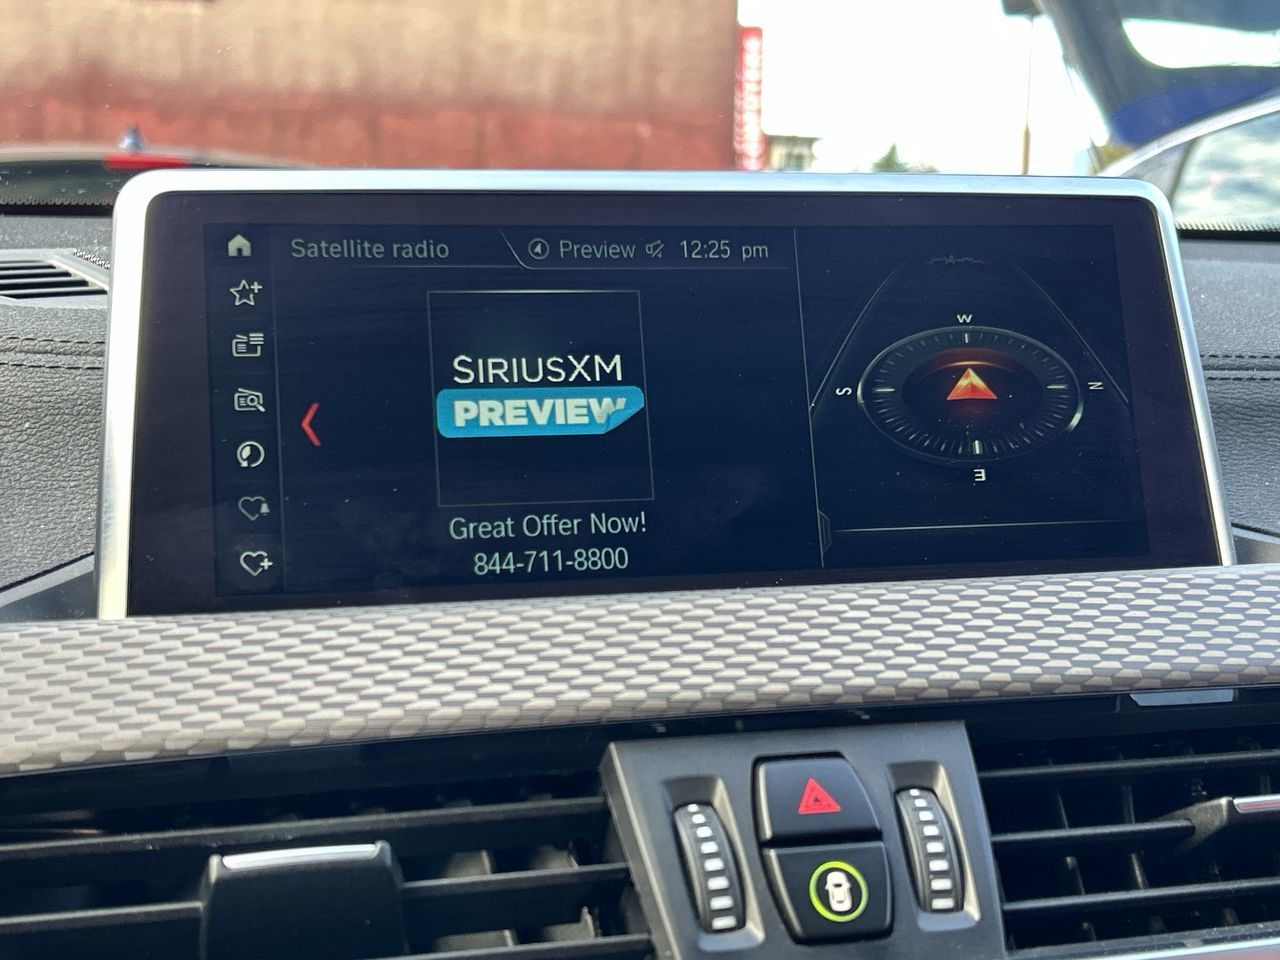 Satellite radio
Preview 12:25 pm
SIRIUSXM
PREVIEW
Great Offer Now!
844-711-8800
W
S
N
E